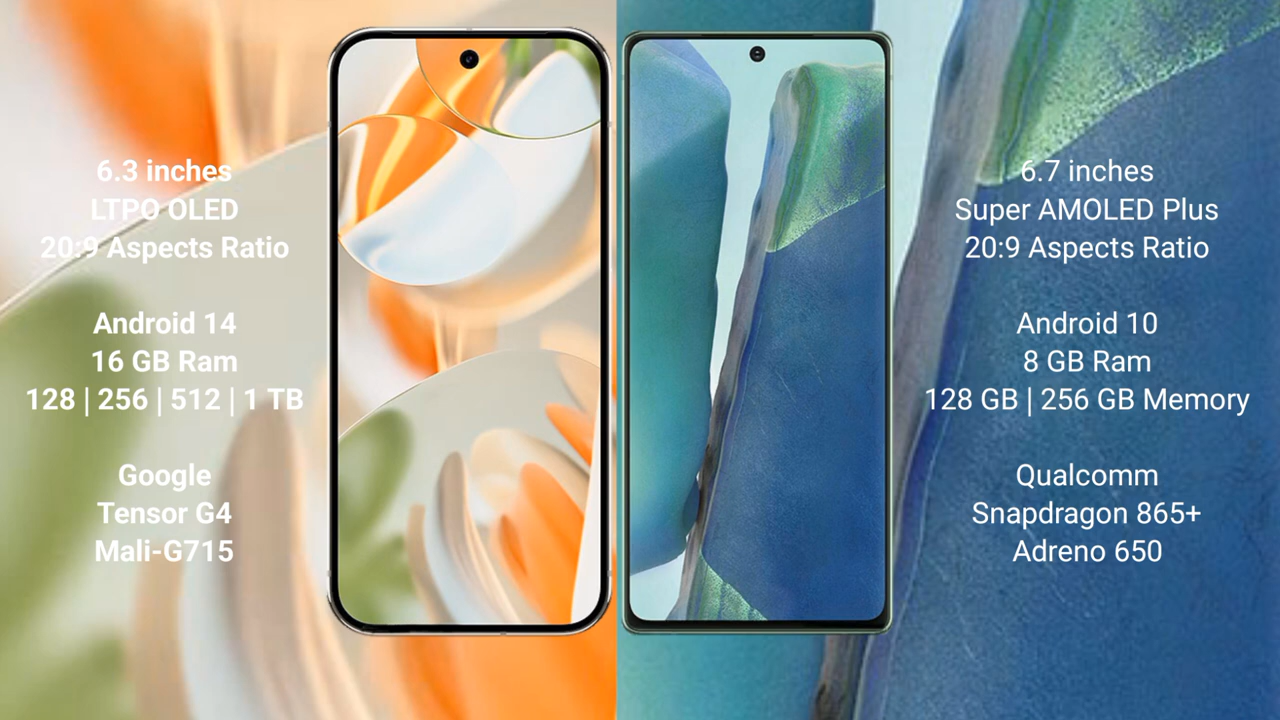 6.3 inches
LTPO OLED
20:9 Aspects Ratio
Android 14
16 GB Ram
128 | 256 | 512 | 1 TB
Google
Tensor G4
Mali-G715
6.7 inches
Super AMOLED Plus
20:9 Aspects Ratio
Android 10
8 GB Ram
128 GB | 256 GB Memory
Qualcomm
Snapdragon 865+
Adreno 650